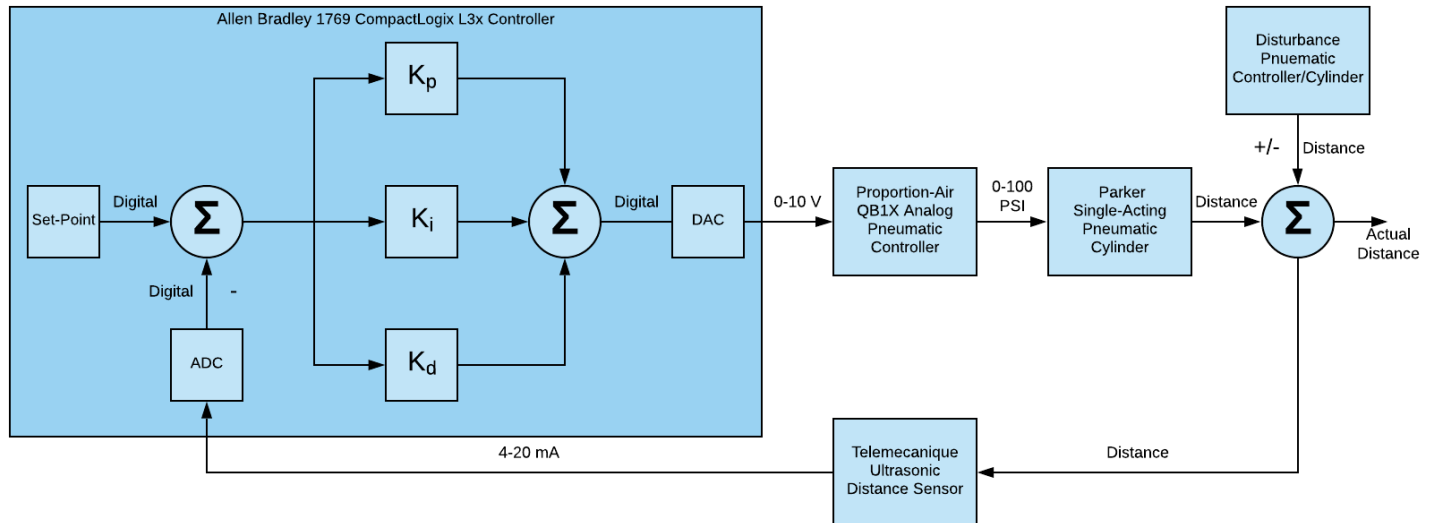 Allen Bradley 1769 CompactLogix L3x Controller
Disturbance
Pnuematic
Controller/Cylinder
Kp
+/-
Distance
Set-Point
Digital
Σ
Ki
Σ
Digital
DAC
0-10 V
Proportion-Air
QB1X Analog
Pneumatic
Controller
0-100
PSI
Parker
Single-Acting
Pneumatic
Cylinder
Distance
Σ
Actual
Distance
Digital
-
ADC
Kd
4-20 mA
Telemecanique
Ultrasonic
Distance Sensor
Distance